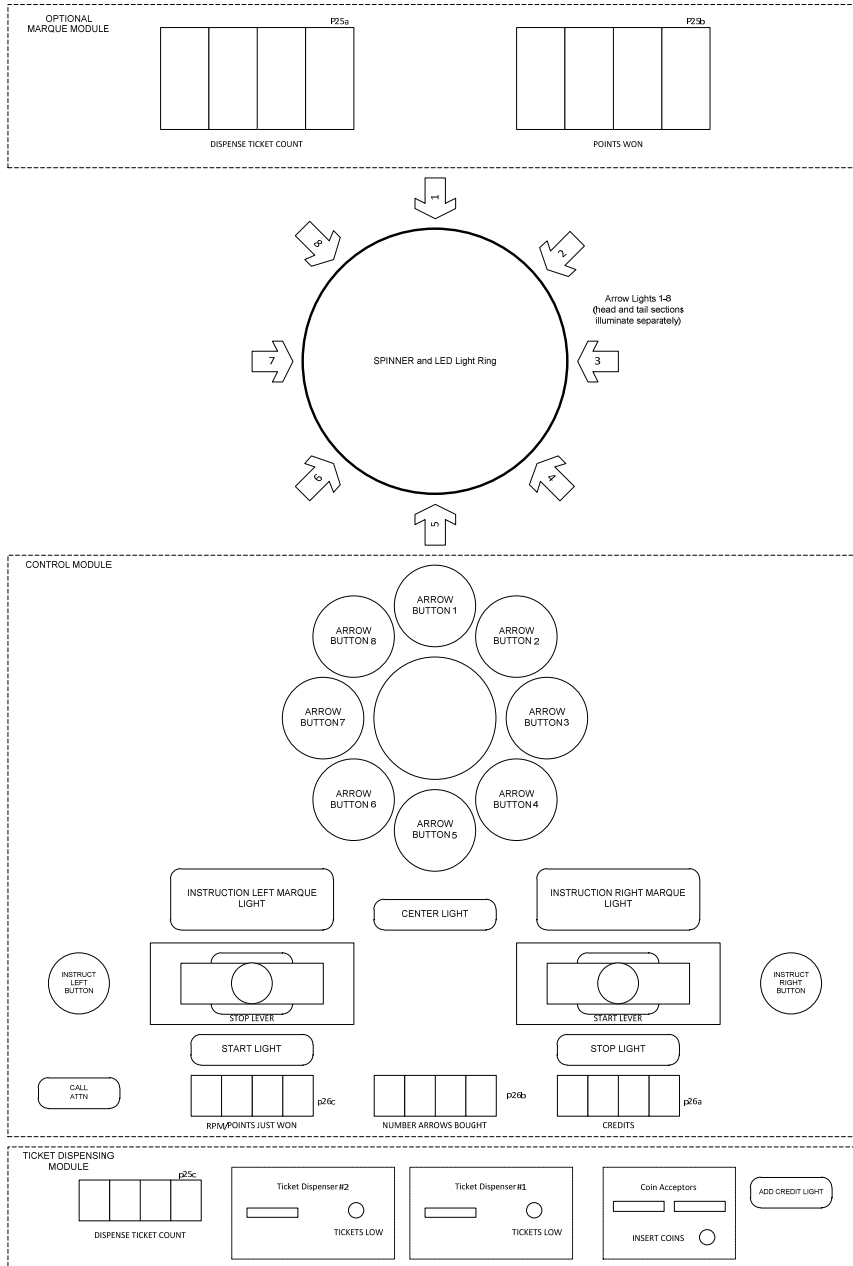 OPTIONAL
MARQUE MODULE
P25a
P25b
DISPENSE TICKET COUNT
POINTS WON
1
8
2
Arrow Lights 1-8
(head and tail sections
illuminate separately)
7
SPINNER and LED Light Ring
3
6
4
5
CONTROL MODULE
ARROW
BUTTON 1
ARROW
BUTTON 8
ARROW
BUTTON 2
ARROW
BUTTON 7
ARROW
BUTTON 3
ARROW
BUTTON 6
ARROW
BUTTON 4
ARROW
BUTTON 5
INSTRUCTION LEFT MARQUE
LIGHT
CENTER LIGHT
INSTRUCTION RIGHT MARQUE
LIGHT
INSTRUCT
LEFT
BUTTON
STOP LEVER
START LEVER
INSTRUCT
RIGHT
BUTTON
START LIGHT
STOP LIGHT
CALL
ATTN
p26c
p26b
p26a
RPM/POINTS JUST WON
NUMBER ARROWS BOUGHT
CREDITS
TICKET DISPENSING
MODULE
p25c
DISPENSE TICKET COUNT
Ticket Dispenser#2
TICKETS LOW
Ticket Dispenser#1
TICKETS LOW
Coin Acceptors
INSERT COINS
ADD CREDIT LIGHT